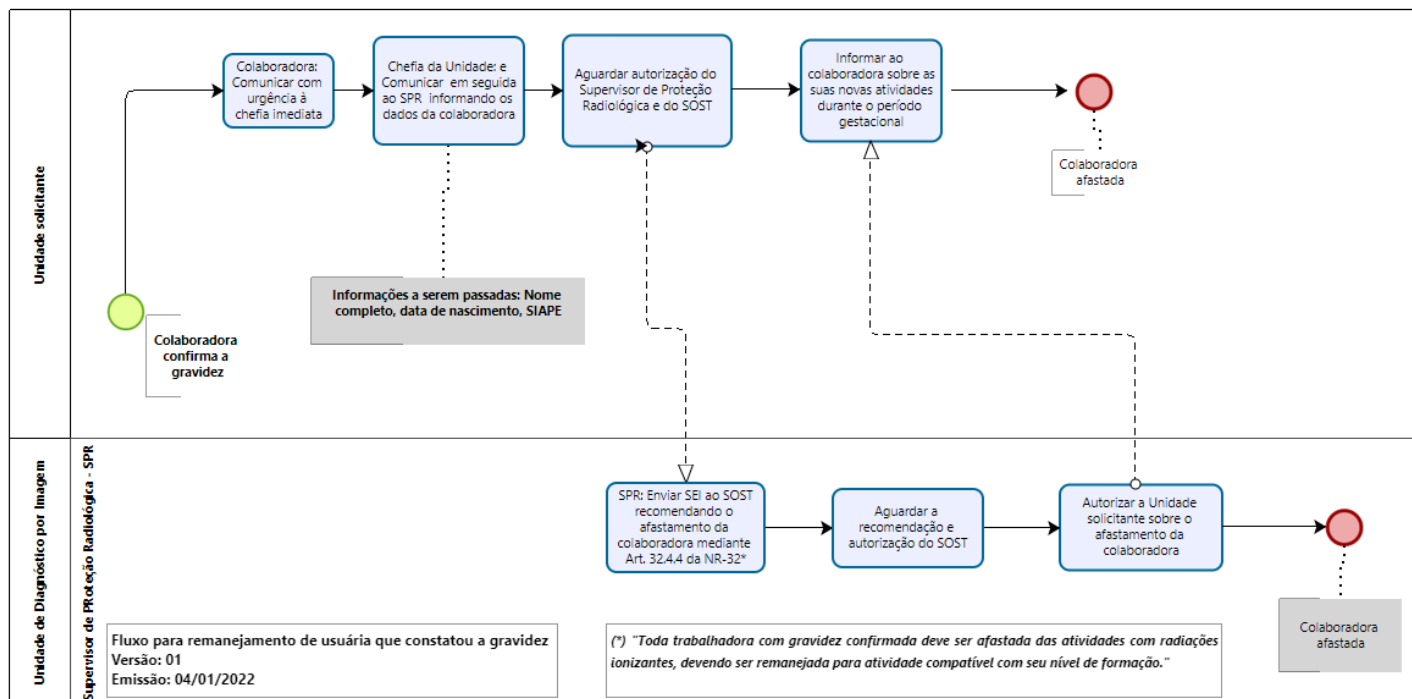 Unidade solicitante
Colaboradora:
Comunicar com
urgência à
chefia imediata
Chefia da Unidade: e
Comunicar em seguida
ao SPR informando os
dados da colaboradora
Aguardar autorização do
Supervisor de Proteção
Radiológica e do SOST
Informar ao
colaboradora sobre as
suas novas atividades
durante o período
gestacional
Colaboradora
afastada
Informações a serem passadas: Nome
completo, data de nascimento, SIAPE
Colaboradora
confirma a
gravidez
Unidade de Diagnóstico por Imagem
Supervisor de PRoteção Radiológica - SPR
SPR: Enviar SEI ao SOST
recomendando o
afastamento da
colaboradora mediante
Art. 32.4.4 da NR-32*
Aguardar a
recomendação e
autorização do SOST
Autorizar a Unidade
solicitante sobre o
afastamento da
colaboradora
Colaboradora
afastada
Fluxo para remanejamento de usuária que constatou a gravidez
Versão: 01
Emissão: 04/01/2022
(*) "Toda trabalhadora com gravidez confirmada deve ser afastada das atividades com radiações
ionizantes, devendo ser remanejada para atividade compatível com seu nível de formação."